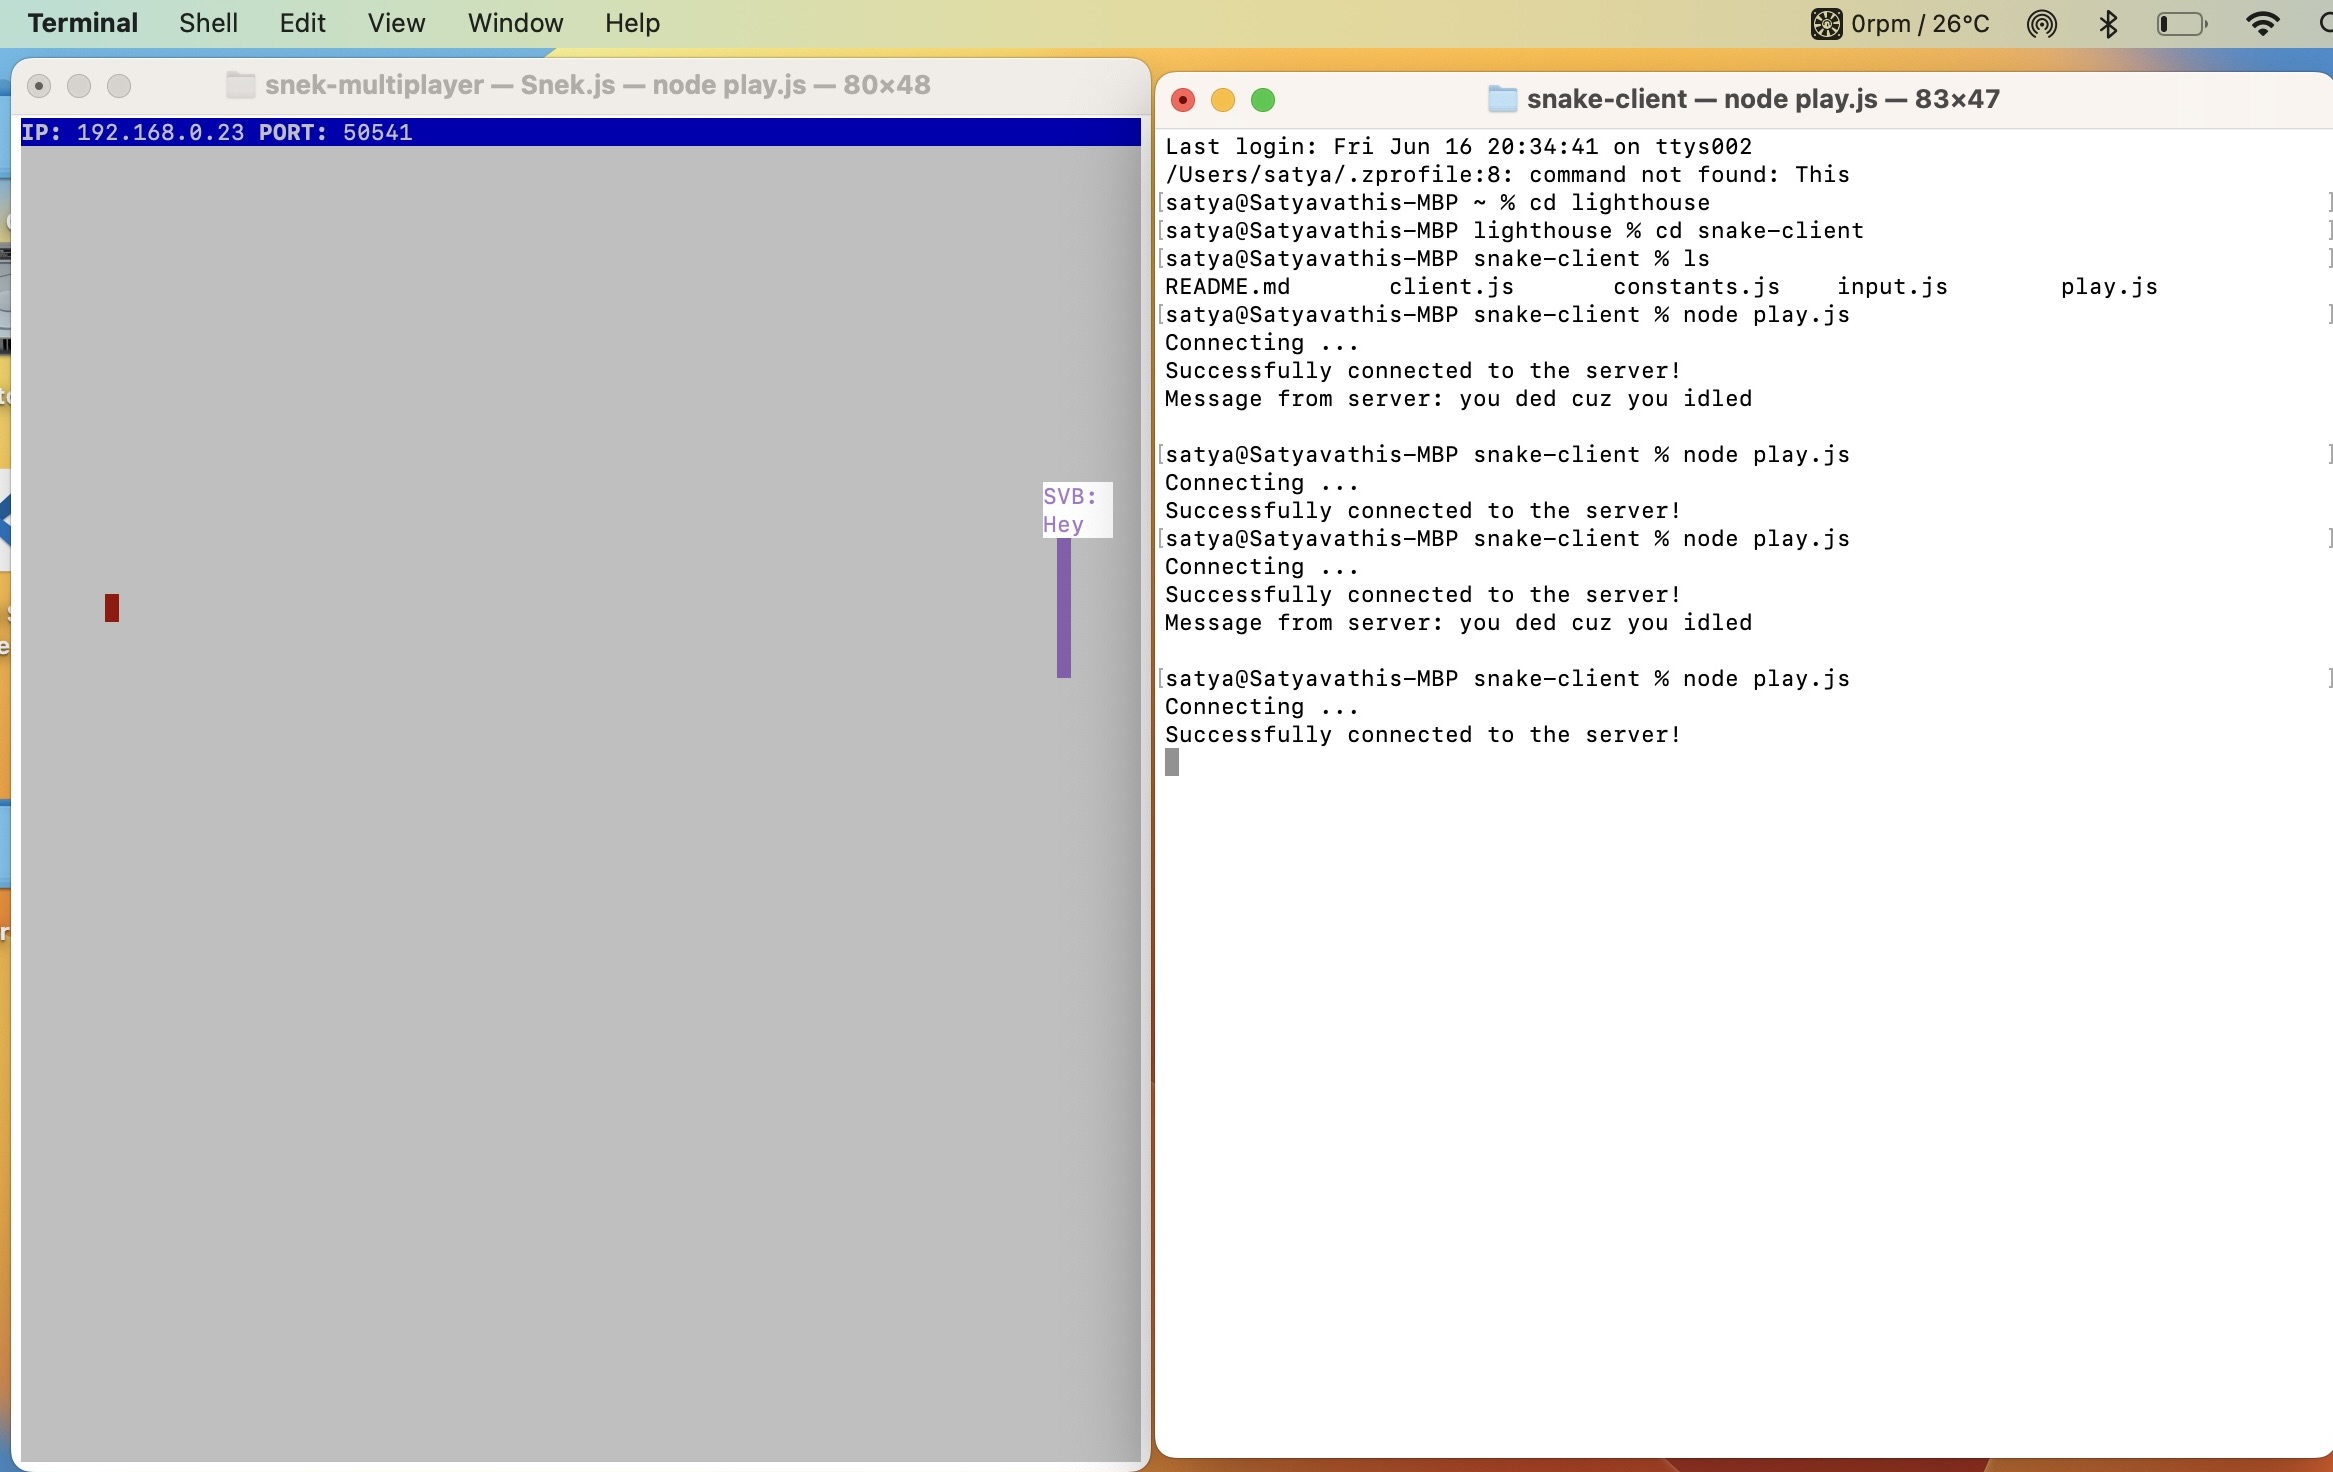 Terminal Shell Edit View Window Help 0rpm / 26°C
snek-multiplayer — Snek.js — node play.js — 80×48
IP: 192.168.0.23 PORT: 50541
SVB:
Hey
snake-client — node play.js — 83×47
Last login: Fri Jun 16 20:34:41 on ttys002
/Users/satya/.zprofile:8: command not found: This
[satya@Satyavathis-MBP ~ % cd lighthouse ]
[satya@Satyavathis-MBP lighthouse % cd snake-client ]
[satya@Satyavathis-MBP snake-client % ls ]
README.md client.js constants.js input.js play.js
[satya@Satyavathis-MBP snake-client % node play.js ]
Connecting ...
Successfully connected to the server!
Message from server: you ded cuz you idled
[satya@Satyavathis-MBP snake-client % node play.js ]
Connecting ...
Successfully connected to the server!
[satya@Satyavathis-MBP snake-client % node play.js ]
Connecting ...
Successfully connected to the server!
Message from server: you ded cuz you idled
[satya@Satyavathis-MBP snake-client % node play.js ]
Connecting ...
Successfully connected to the server!